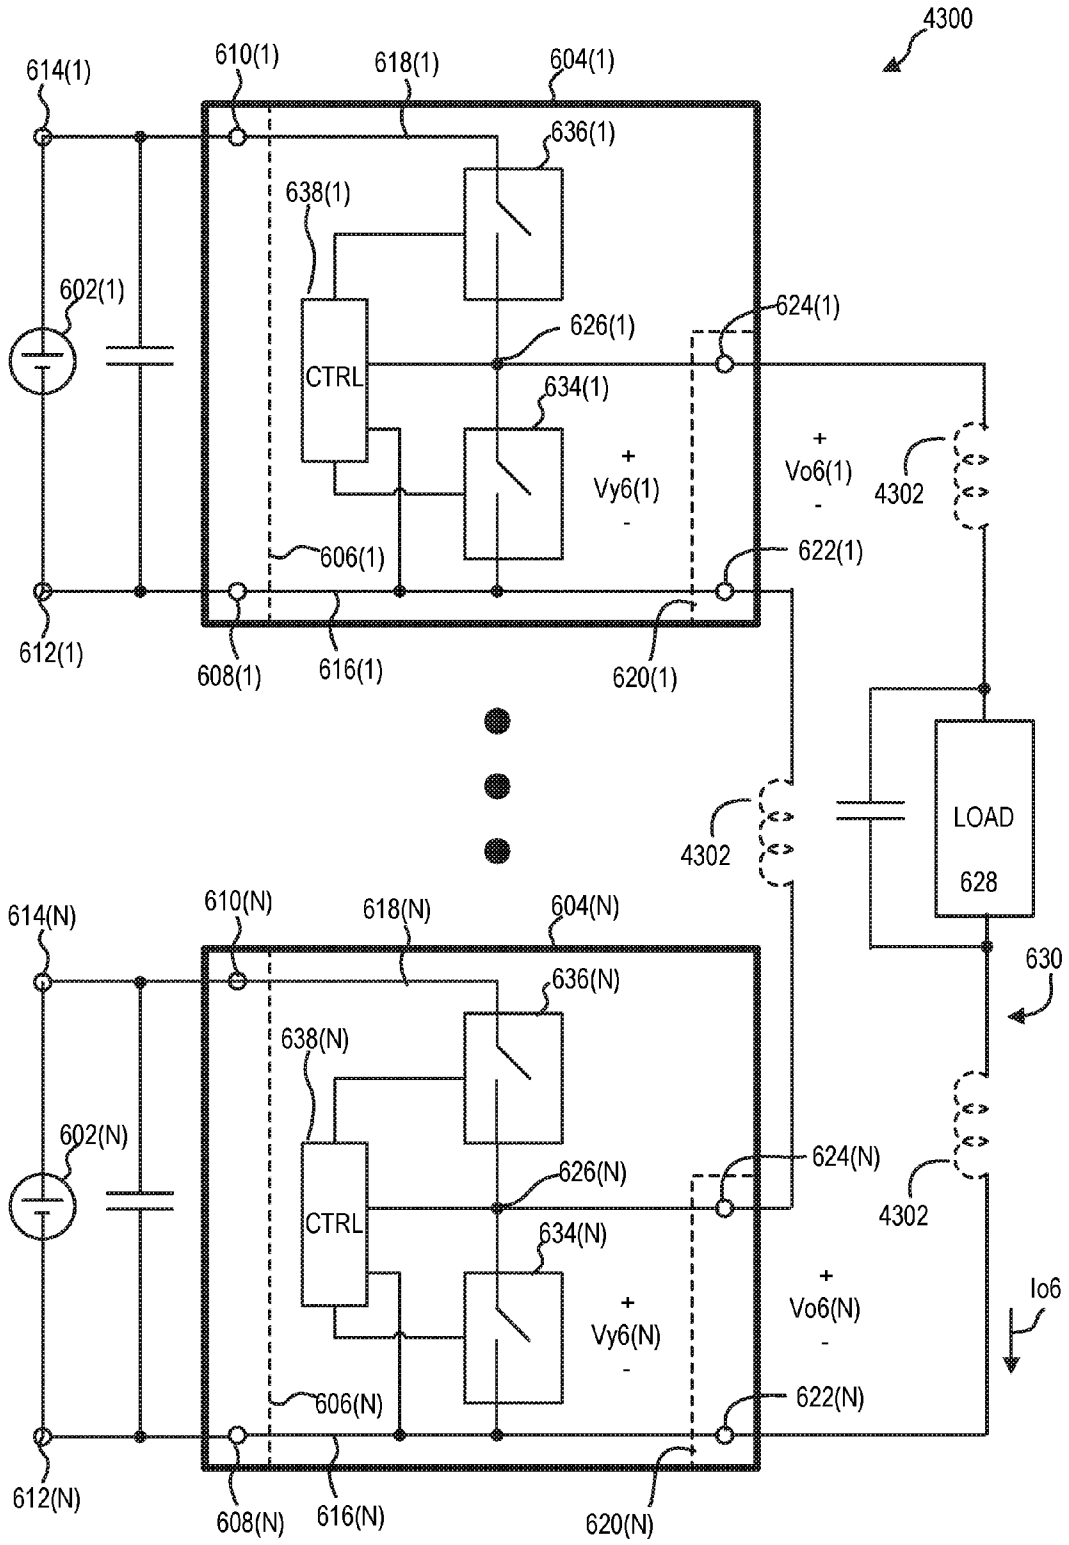 4300
614(1)
610(1)
618(1)
604(1)
636(1)
638(1)
602(1)
626(1)
624(1)
CTRL
634(1)
+
Vy6(1)
-
+
Vo6(1)
-
4302
606(1)
622(1)
612(1)
608(1)
616(1)
620(1)
4302
LOAD
628
614(N)
610(N)
618(N)
604(N)
630
636(N)
638(N)
602(N)
626(N)
624(N)
CTRL
634(N)
4302
+
Vy6(N)
-
+
Vo6(N)
-
Io6
606(N)
622(N)
612(N)
608(N)
616(N)
620(N)